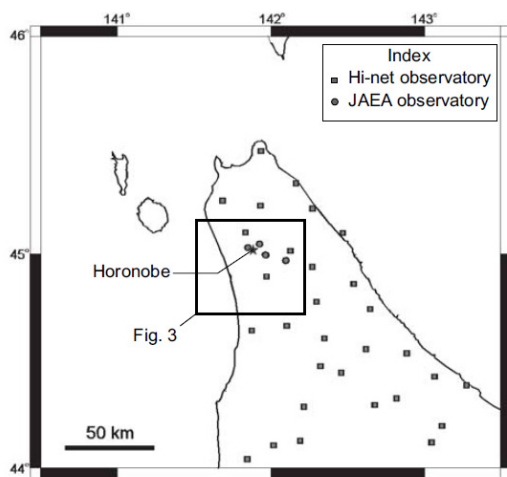 141° 142° 143°
46°
Index
Hi-net observatory
JAEA observatory
45°
Horonobe
Fig. 3
50 km
44°